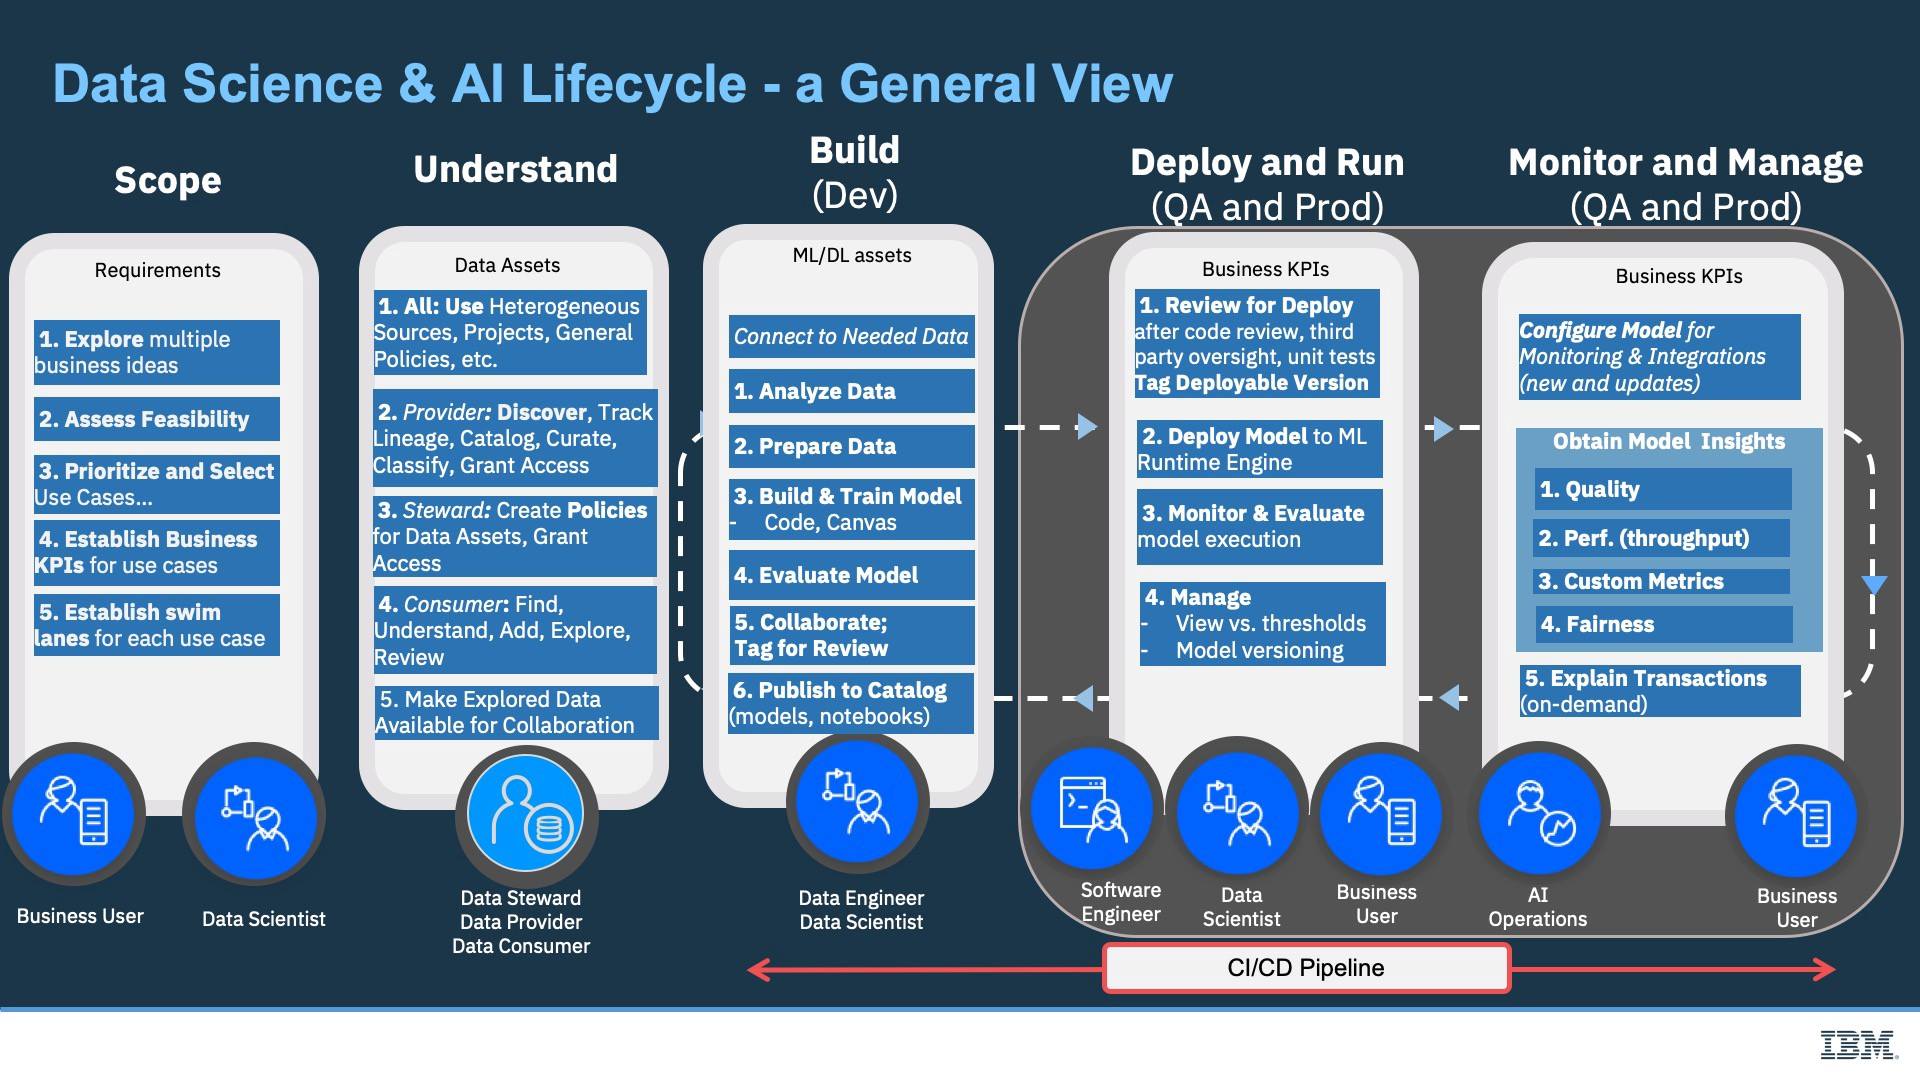 Data Science & AI Lifecycle - a General View
Scope
Requirements
1. Explore multiple
business ideas
2. Assess Feasibility
3. Prioritize and Select
Use Cases...
4. Establish Business
KPIs for use cases
5. Establish swim
lanes for each use case
Business User
Data Scientist
Understand
Data Assets
1. All: Use Heterogeneous
Sources, Projects, General
Policies, etc.
2. Provider: Discover, Track
Lineage, Catalog, Curate,
Classify, Grant Access
3. Steward: Create Policies
for Data Assets, Grant
Access
4. Consumer: Find,
Understand, Add, Explore,
Review
5. Make Explored Data
Available for Collaboration
Data Steward
Data Provider
Data Consumer
Build
(Dev)
ML/DL assets
Connect to Needed Data
1. Analyze Data
2. Prepare Data
3. Build & Train Model
- Code, Canvas
4. Evaluate Model
5. Collaborate;
Tag for Review
6. Publish to Catalog
(models, notebooks)
Data Engineer
Data Scientist
Deploy and Run
(QA and Prod)
Business KPIs
1. Review for Deploy
after code review, third
party oversight, unit tests
Tag Deployable Version
2. Deploy Model to ML
Runtime Engine
3. Monitor & Evaluate
model execution
4. Manage
- View vs. thresholds
- Model versioning
Software
Engineer
Data
Scientist
Business
User
Monitor and Manage
(QA and Prod)
Business KPIs
Configure Model for
Monitoring & Integrations
(new and updates)
Obtain Model Insights
1. Quality
2. Perf. (throughput)
3. Custom Metrics
4. Fairness
5. Explain Transactions
(on-demand)
AI
Operations
Business
User
CI/CD Pipeline
IBM